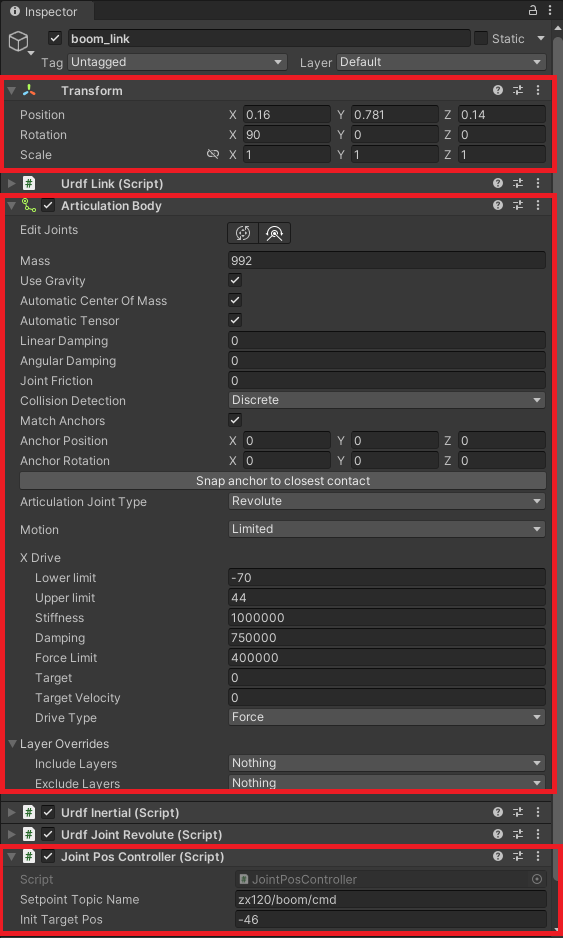 Inspector
boom_link Static
Tag Untagged Layer Default
Transform
Position X 0.16 Y 0.781 Z 0.14
Rotation X 90 Y 0 Z 0
Scale X 1 Y 1 Z 1
# Urdf Link (Script)
Articulation Body
Edit Joints
Mass 992
Use Gravity
Automatic Center Of Mass
Automatic Tensor
Linear Damping 0
Angular Damping 0
Joint Friction 0
Collision Detection Discrete
Match Anchors
Anchor Position X 0 Y 0 Z 0
Anchor Rotation X 0 Y 0 Z 0
Snap anchor to closest contact
Articulation Joint Type Revolute
Motion Limited
X Drive
Lower limit -70
Upper limit 44
Stiffness 1000000
Damping 750000
Force Limit 400000
Target 0
Target Velocity 0
Drive Type Force
Layer Overrides
Include Layers Nothing
Exclude Layers Nothing
# Urdf Inertial (Script)
# Urdf Joint Revolute (Script)
# Joint Pos Controller (Script)
Script # JointPosController
Setpoint Topic Name zx120/boom/cmd
Init Target Pos -46